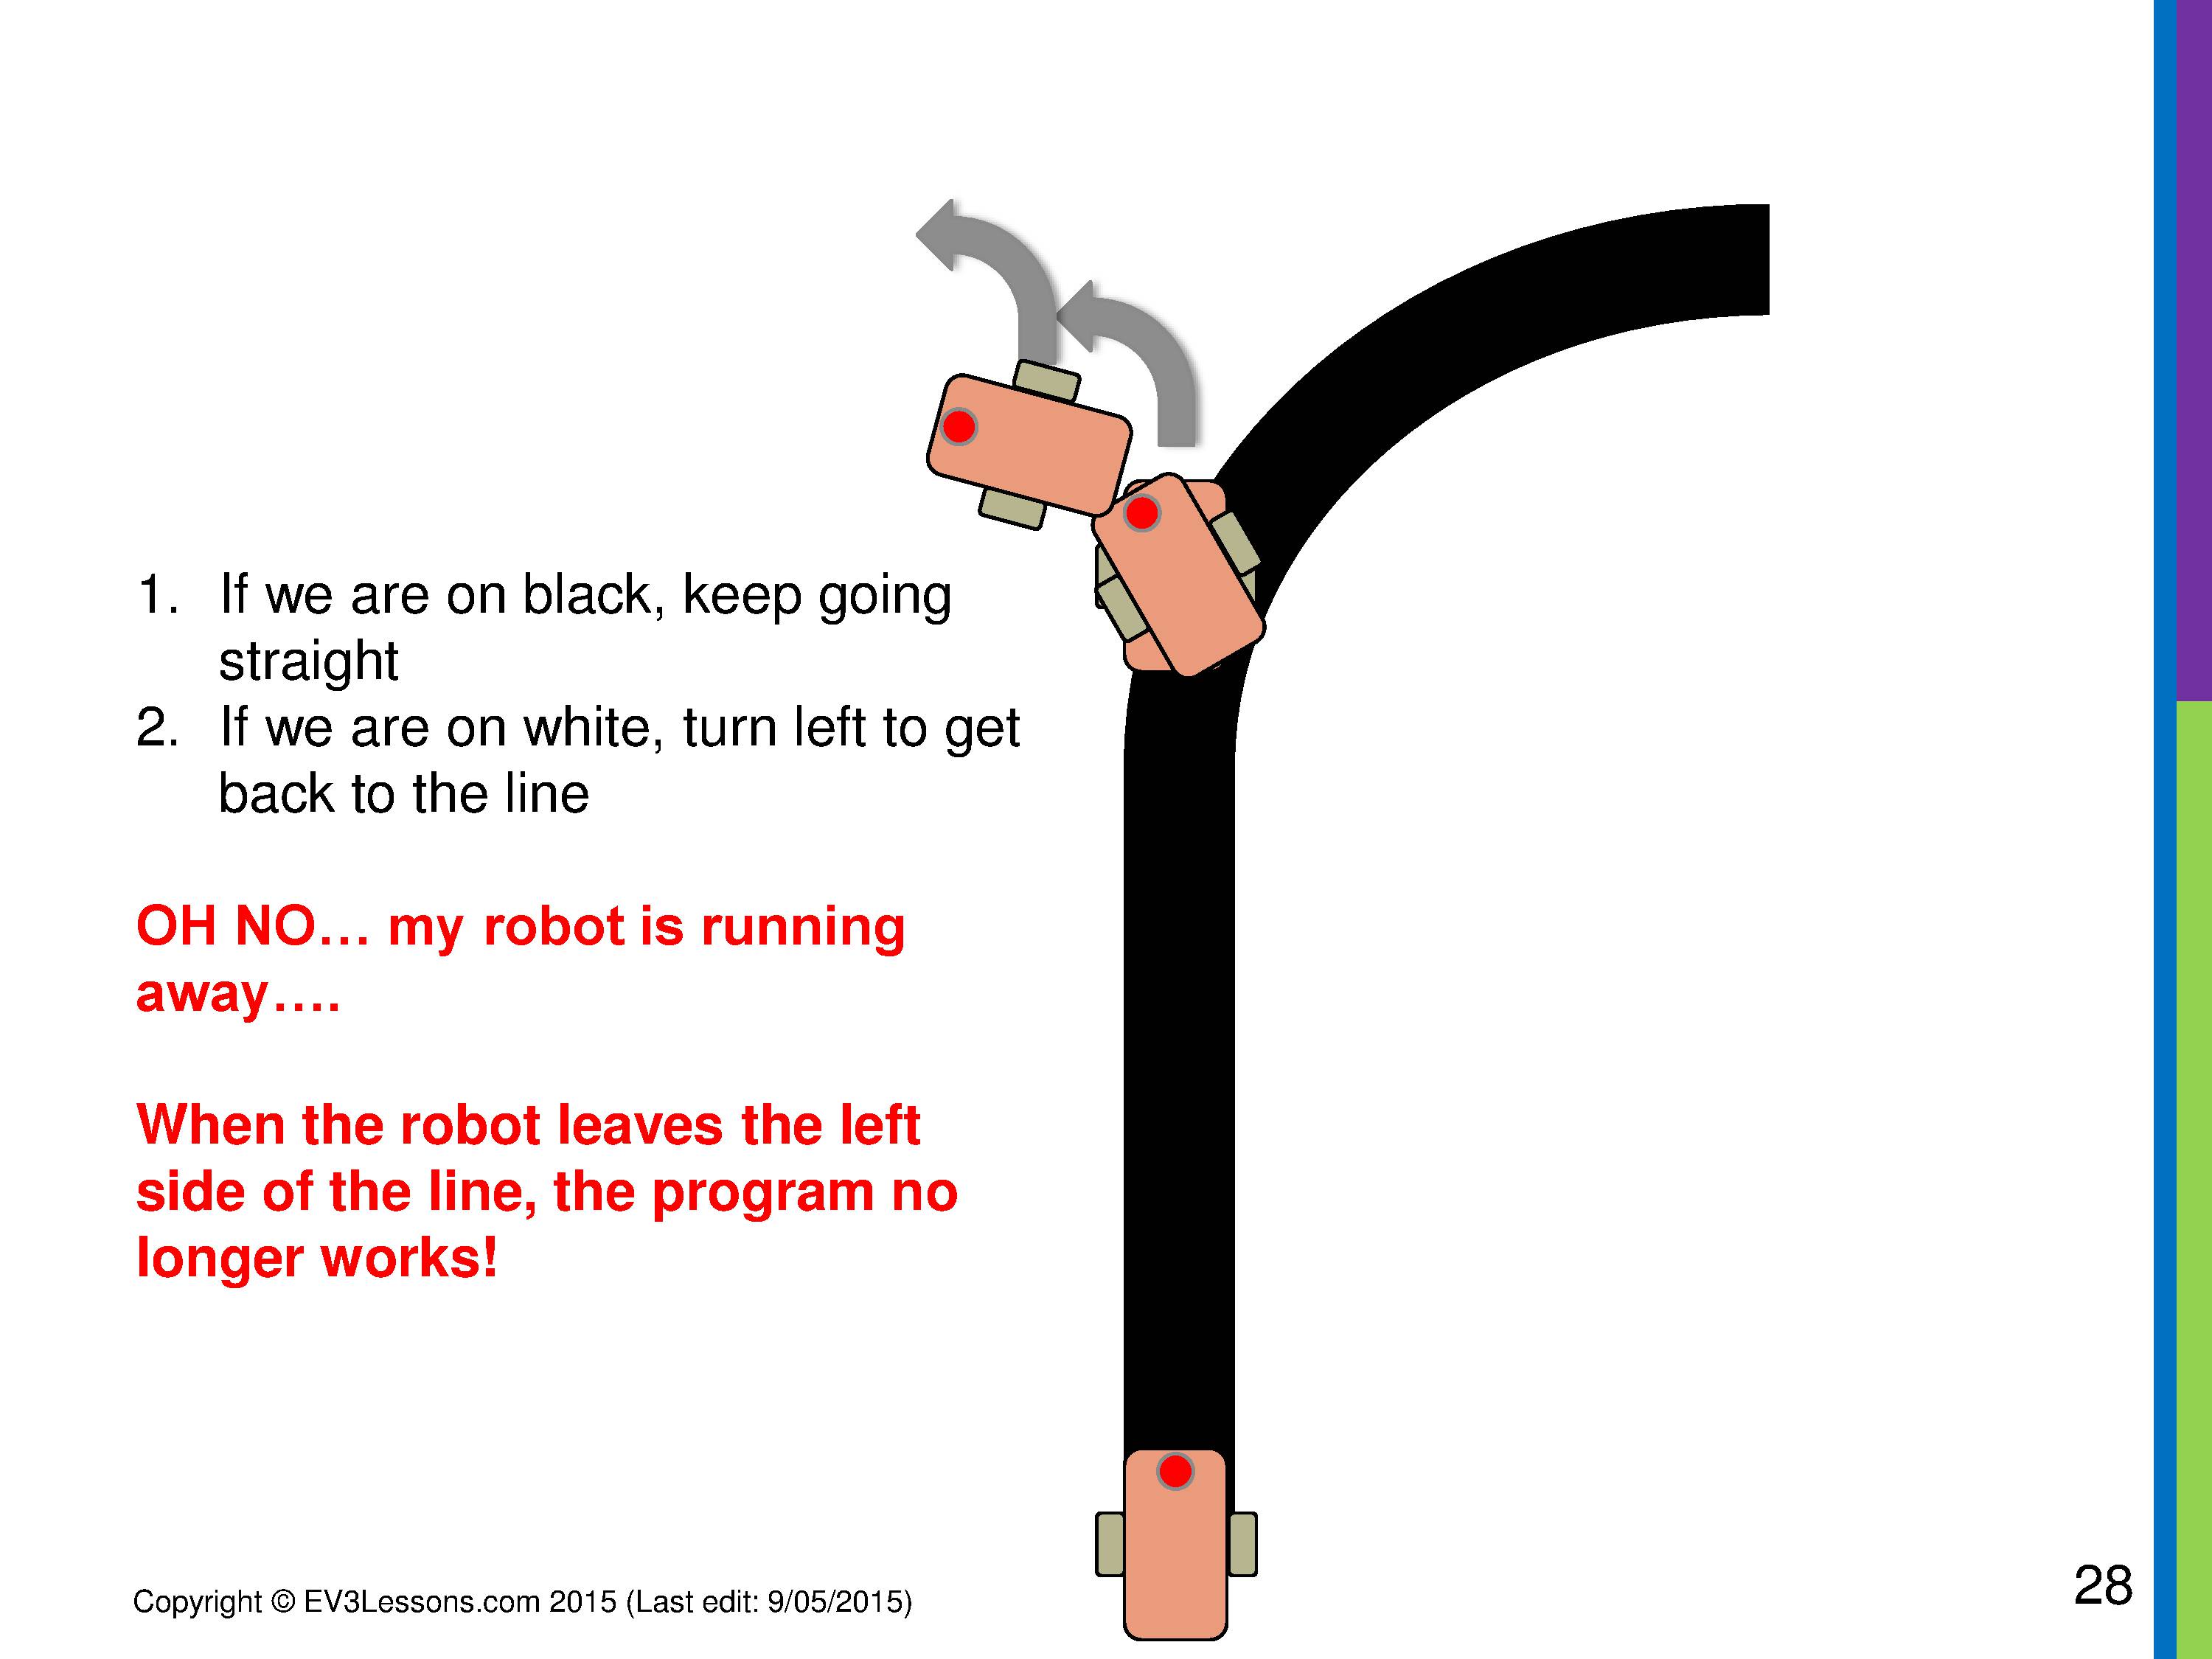 1. If we are on black, keep going
straight
2. If we are on white, turn left to get
back to the line
OH NO… my robot is running
away….
When the robot leaves the left
side of the line, the program no
longer works!
Copyright © EV3Lessons.com 2015 (Last edit: 9/05/2015)
28